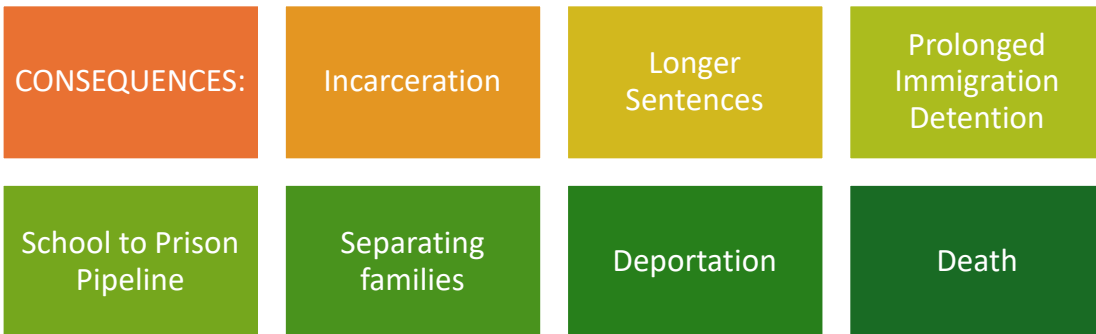 CONSEQUENCES:
Incarceration
Longer
Sentences
Prolonged
Immigration
Detention
School to Prison
Pipeline
Separating
families
Deportation
Death